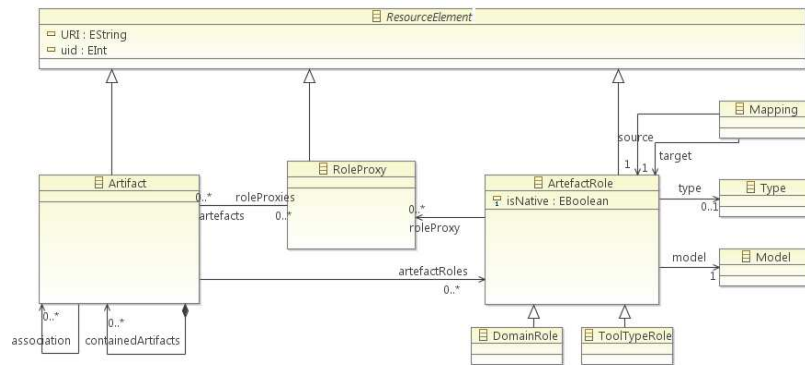 ResourceElement
URI : EString
uid : EInt
Mapping
source
target
1
1
Artifact
RoleProxy
ArtefactRole
isNative : EBoolean
type
Type
0..1
0..*
roleProxies
artefacts
0..*
0..*
roleProxy
model
Model
1
artefactRoles
0..*
0..*
0..*
association
containedArtifacts
DomainRole
ToolTypeRole